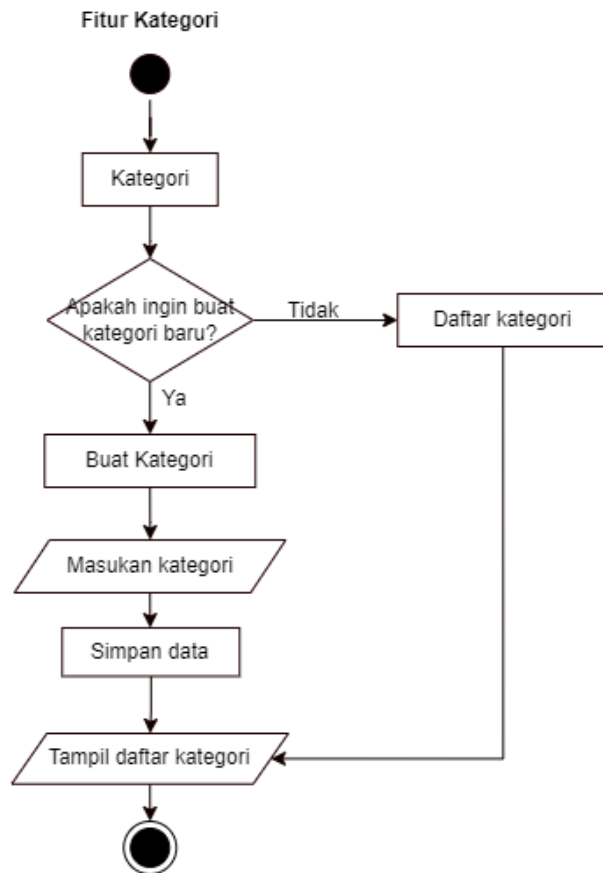 Fitur Kategori
Kategori
Apakah ingin buat
kategori baru?
Tidak
Daftar kategori
Ya
Buat Kategori
Masukan kategori
Simpan data
Tampil daftar kategori